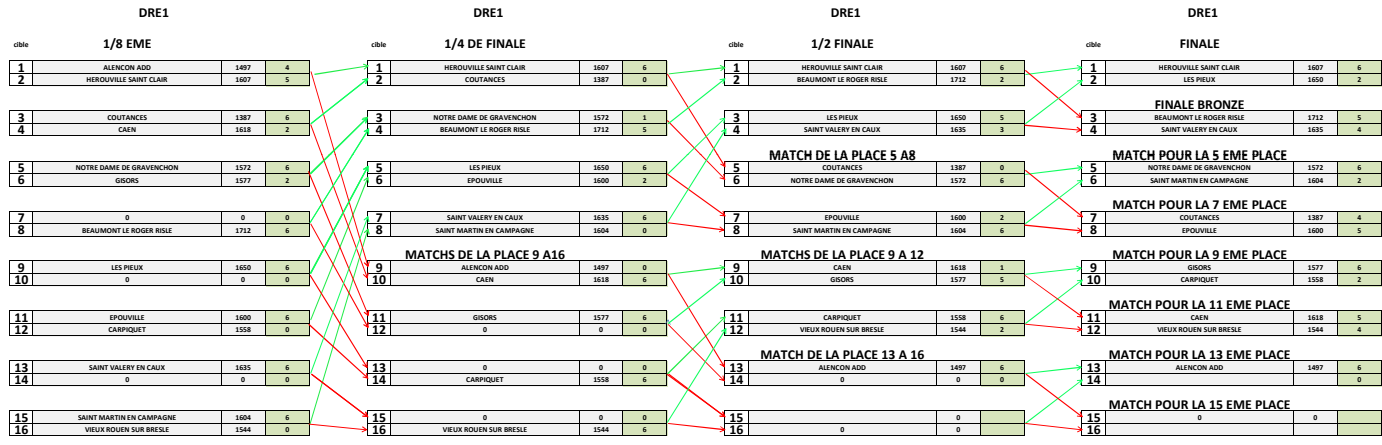 DRE1 DRE1 DRE1 DRE1
cible 1/8 EME cible 1/4 DE FINALE cible 1/2 FINALE cible FINALE
1 ALENCON ADD 1497 4 1 HEROUVILLE SAINT CLAIR 1607 6 1 HEROUVILLE SAINT CLAIR 1607 6 1 HEROUVILLE SAINT CLAIR 1607 6
2 HEROUVILLE SAINT CLAIR 1607 5 2 COUTANCES 1387 0 2 BEAUMONT LE ROGER RISLE 1712 2 2 LES PIEUX 1650 2
FINALE BRONZE
3 COUTANCES 1387 6 3 NOTRE DAME DE GRAVENCHON 1572 1 3 LES PIEUX 1650 5 3 BEAUMONT LE ROGER RISLE 1712 5
4 CAEN 1618 2 4 BEAUMONT LE ROGER RISLE 1712 5 4 SAINT VALERY EN CAUX 1635 3 4 SAINT VALERY EN CAUX 1635 4
MATCH DE LA PLACE 5 A8 MATCH POUR LA 5 EME PLACE
5 NOTRE DAME DE GRAVENCHON 1572 6 5 LES PIEUX 1650 6 5 COUTANCES 1387 0 5 NOTRE DAME DE GRAVENCHON 1572 6
6 GISORS 1577 2 6 EPOUVILLE 1600 2 6 NOTRE DAME DE GRAVENCHON 1572 6 6 SAINT MARTIN EN CAMPAGNE 1604 2
MATCH POUR LA 7 EME PLACE
7 0 0 0 7 SAINT VALERY EN CAUX 1635 6 7 EPOUVILLE 1600 2 7 COUTANCES 1387 4
8 BEAUMONT LE ROGER RISLE 1712 6 8 SAINT MARTIN EN CAMPAGNE 1604 0 8 SAINT MARTIN EN CAMPAGNE 1604 6 8 EPOUVILLE 1600 5
MATCHS DE LA PLACE 9 A16 MATCHS DE LA PLACE 9 A 12 MATCH POUR LA 9 EME PLACE
9 LES PIEUX 1650 6 9 ALENCON ADD 1497 0 9 CAEN 1618 1 9 GISORS 1577 6
10 0 0 0 10 CAEN 1618 6 10 GISORS 1577 5 10 CARPIQUET 1558 2
MATCH POUR LA 11 EME PLACE
11 EPOUVILLE 1600 6 11 GISORS 1577 6 11 CARPIQUET 1558 6 11 CAEN 1618 5
12 CARPIQUET 1558 0 12 0 0 0 12 VIEUX ROUEN SUR BRESLE 1544 2 12 VIEUX ROUEN SUR BRESLE 1544 4
MATCH DE LA PLACE 13 A 16 MATCH POUR LA 13 EME PLACE
13 SAINT VALERY EN CAUX 1635 6 13 0 0 0 13 ALENCON ADD 1497 6 13 ALENCON ADD 1497 6
14 0 0 0 14 CARPIQUET 1558 6 14 0 0 0 14 0
MATCH POUR LA 15 EME PLACE
15 SAINT MARTIN EN CAMPAGNE 1604 6 15 0 0 0 15 0 15 0 0
16 VIEUX ROUEN SUR BRESLE 1544 0 16 VIEUX ROUEN SUR BRESLE 1544 6 16 0 0 16